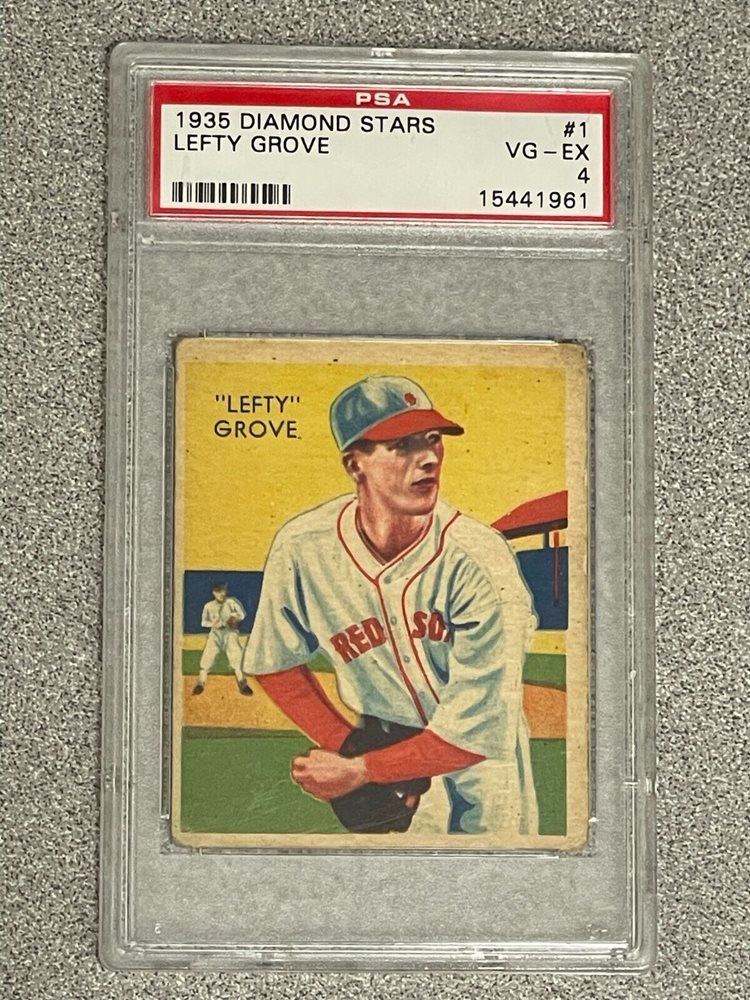 PSA
1935 DIAMOND STARS #1
LEFTY GROVE VG-EX
4
15441961
"LEFTY"
GROVE
RED SOX